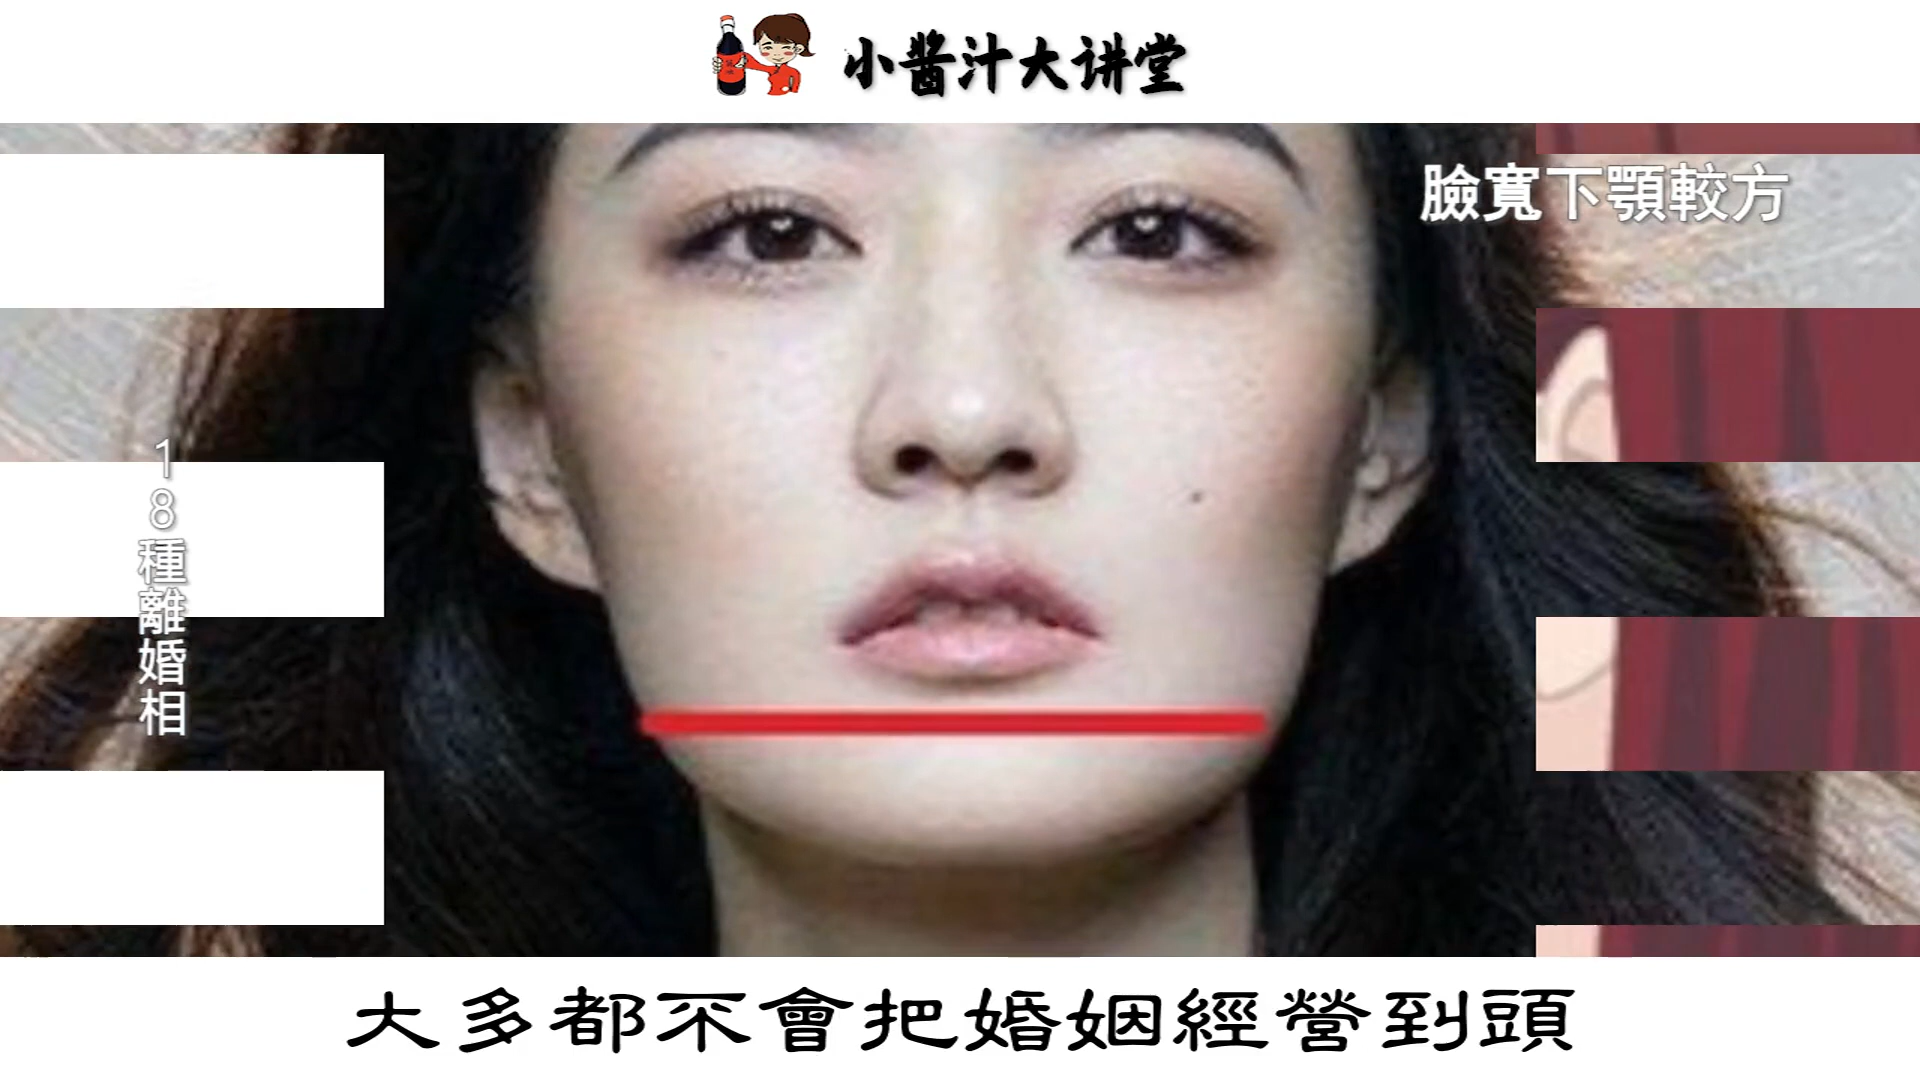 小酱汁大讲堂
臉寬下顎較方
18種離婚相
大多都不會把婚姻經營到頭